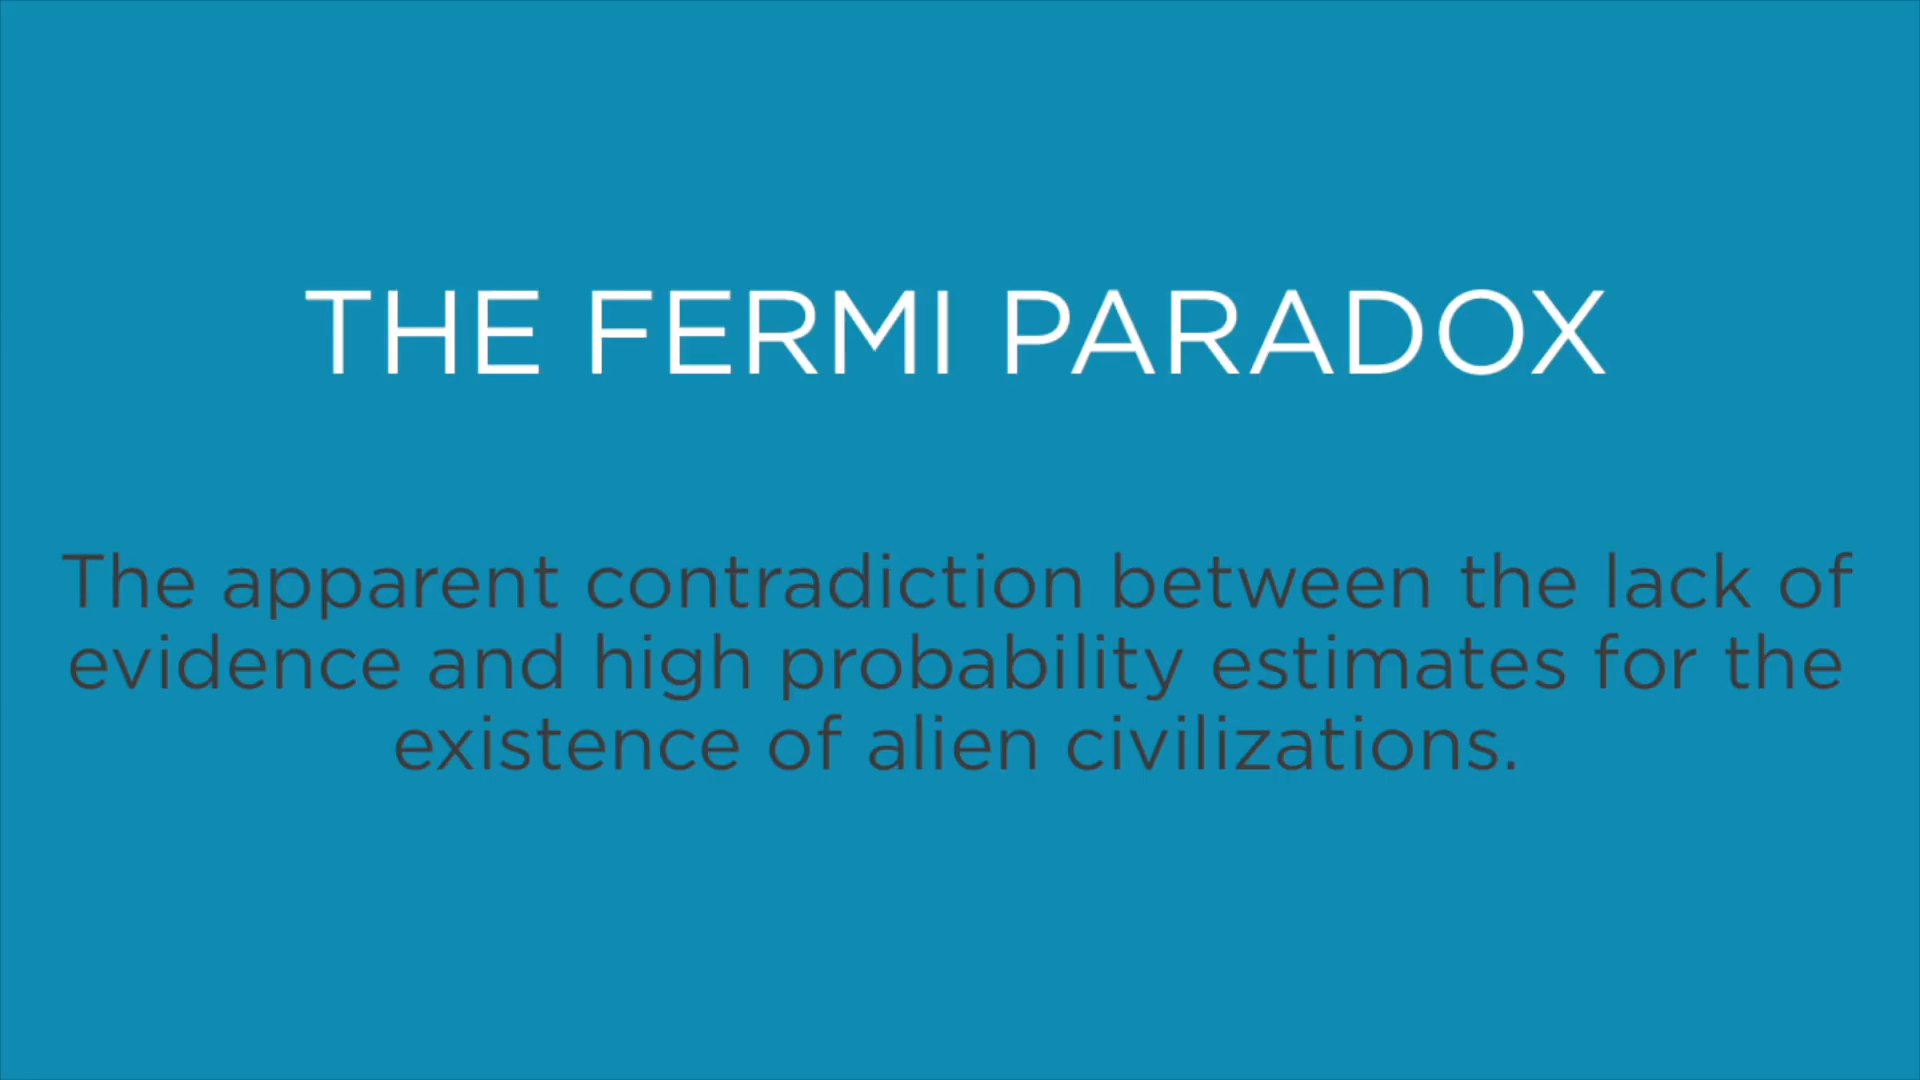 THE FERMI PARADOX
The apparent contradiction between the lack of
evidence and high probability estimates for the
existence of alien civilizations.